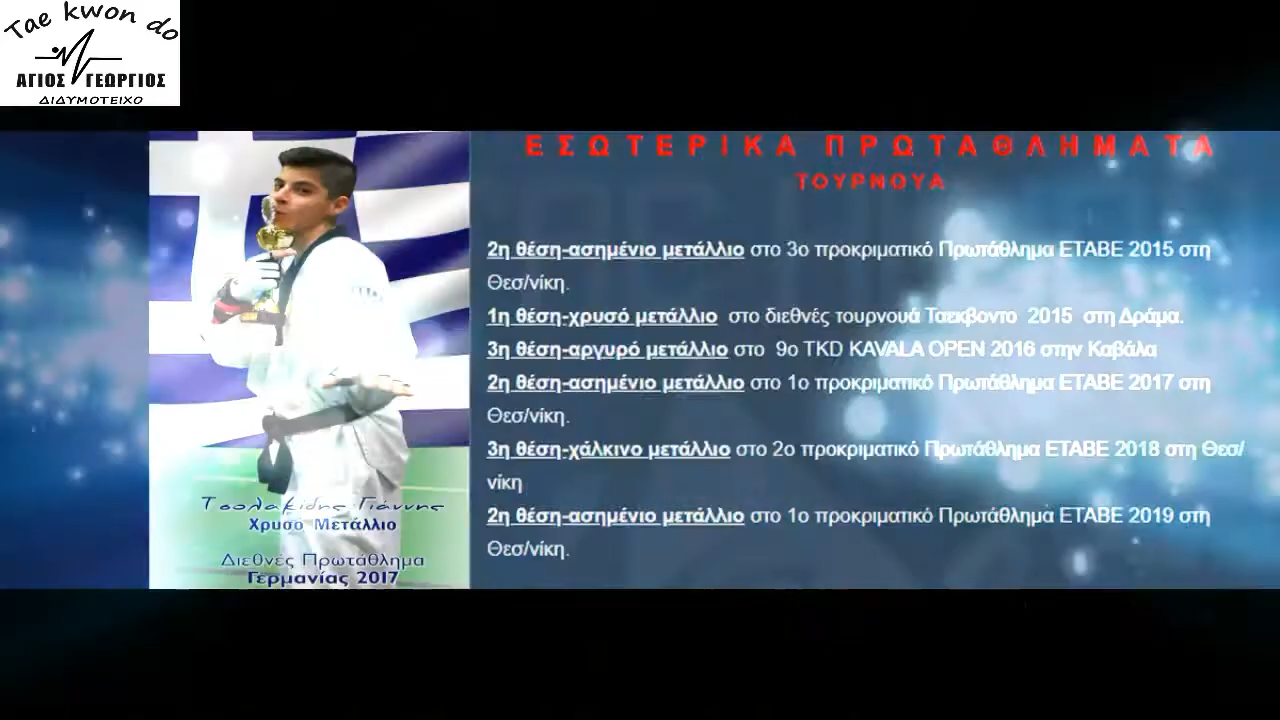 Tae kwon do
ΑΓΙΟΣ ΓΕΩΡΓΙΟΣ
ΔΙΔΥΜΟΤΕΙΧΟ
ΕΣΩΤΕΡΙΚΑ ΠΡΩΤΑΘΛΗΜΑΤΑ
ΤΟΥΡΝΟΥΑ
2η θέση-ασημένιο μετάλλιο στο 3ο προκριματικό Πρωτάθλημα ΕΤΑΒΕ 2015 στη
Θεσ/νίκη.
1η θέση-χρυσό μετάλλιο στο διεθνές τουρνουά Ταεκβοντο 2015 στη Δράμα.
3η θέση-αργυρό μετάλλιο στο 9ο TKD KAVALA OPEN 2016 στην Καβάλα
2η θέση-ασημένιο μετάλλιο στο 1ο προκριματικό Πρωτάθλημα ΕΤΑΒΕ 2017 στη
Θεσ/νίκη.
3η θέση-χάλκινο μετάλλιο στο 2ο προκριματικό Πρωτάθλημα ΕΤΑΒΕ 2018 στη Θεσ/
νίκη
2η θέση-ασημένιο μετάλλιο στο 1ο προκριματικό Πρωτάθλημά ΕΤΑΒΕ 2019 στη
Θεσ/νίκη.
Τσολακίδης Γιάννης
Χρυσό Μετάλλιο
Διεθνές Πρωτάθλημα
Γερμανίας 2017